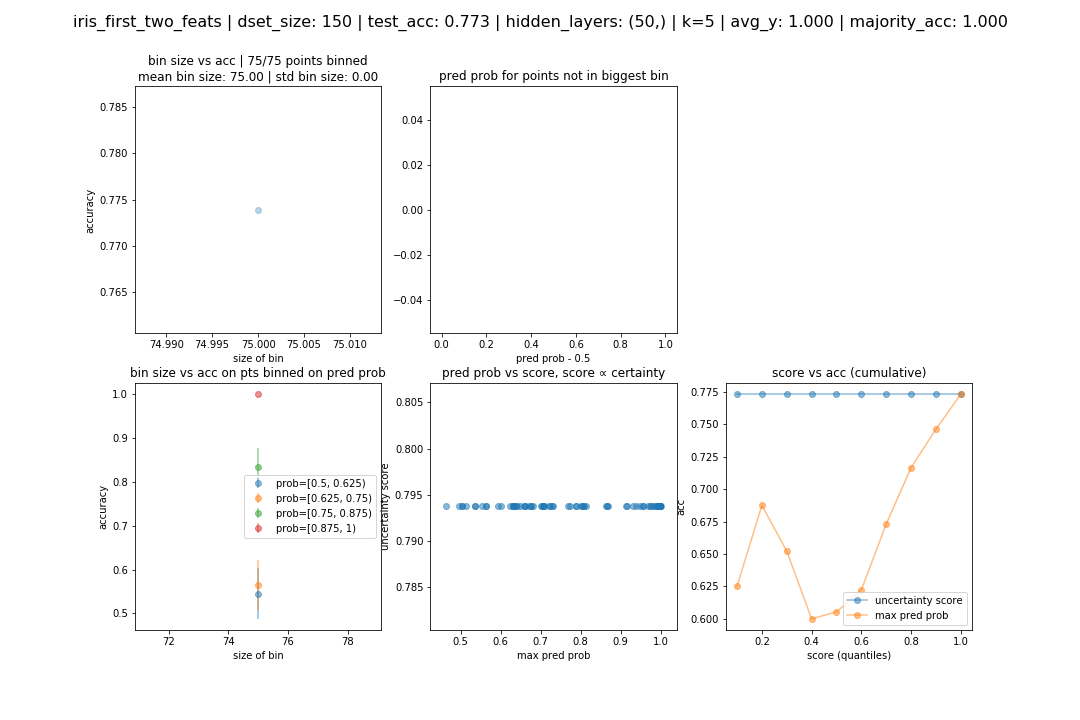 iris_first_two_feats | dset_size: 150 | test_acc: 0.773 | hidden_layers: (50,) | k=5 | avg_y: 1.000 | majority_acc: 1.000
bin size vs acc | 75/75 points binned
mean bin size: 75.00 | std bin size: 0.00
0.785
0.780
0.775
0.770
0.765
accuracy
74.990
74.995
75.000
75.005
75.010
size of bin
pred prob for points not in biggest bin
0.04
0.02
0.00
−0.02
−0.04
0.0
0.2
0.4
0.6
0.8
1.0
pred prob - 0.5
bin size vs acc on pts binned on pred prob
1.0
0.9
0.8
0.7
0.6
0.5
accuracy
prob=[0.5, 0.625)
prob=[0.625, 0.75)
prob=[0.75, 0.875)
prob=[0.875, 1)
72
74
76
78
size of bin
pred prob vs score, score ∝ certainty
0.805
0.800
0.795
0.790
0.785
uncertainty score
0.5
0.6
0.7
0.8
0.9
1.0
max pred prob
score vs acc (cumulative)
0.775
0.750
0.725
0.700
0.675
0.650
0.625
0.600
acc
uncertainty score
max pred prob
0.2
0.4
0.6
0.8
1.0
score (quantiles)